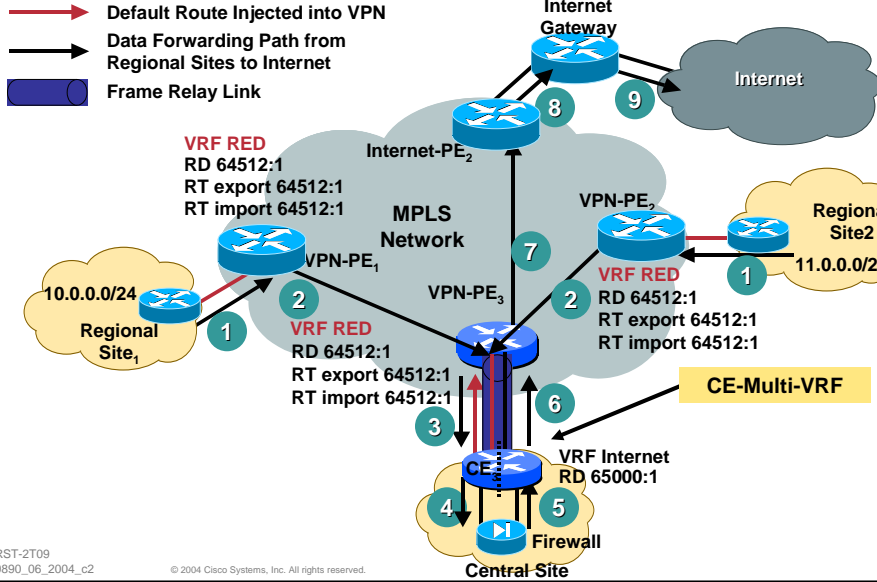 Default Route Injected into VPN
Data Forwarding Path from
Regional Sites to Internet
Frame Relay Link
Internet
Gateway
Internet
8
9
Internet-PE2
VRF RED
RD 64512:1
RT export 64512:1
RT import 64512:1
MPLS
Network
VPN-PE2
Regiona
Site2
11.0.0.0/2
1
VPN-PE1
7
VRF RED
RD 64512:1
RT export 64512:1
RT import 64512:1
10.0.0.0/24
Regional
Site1
1
2
VPN-PE3
2
VRF RED
RD 64512:1
RT export 64512:1
RT import 64512:1
3
6
CE-Multi-VRF
CE
VRF Internet
RD 65000:1
4
5
Firewall
Central Site
RST-2T09
9890_06_2004_c2
© 2004 Cisco Systems, Inc. All rights reserved.